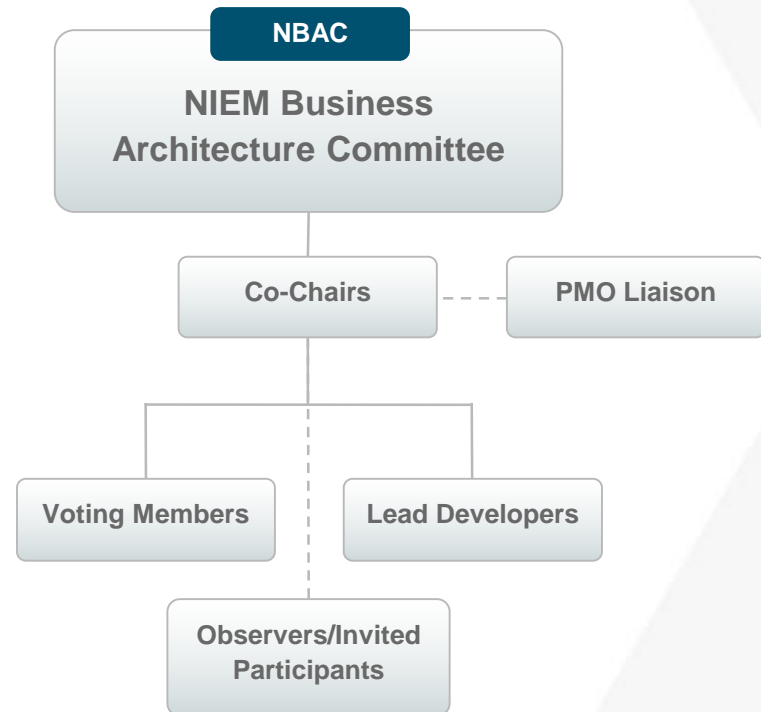 NBAC
NIEM Business
Architecture Committee
Co-Chairs
PMO Liaison
Voting Members
Lead Developers
Observers/Invited
Participants